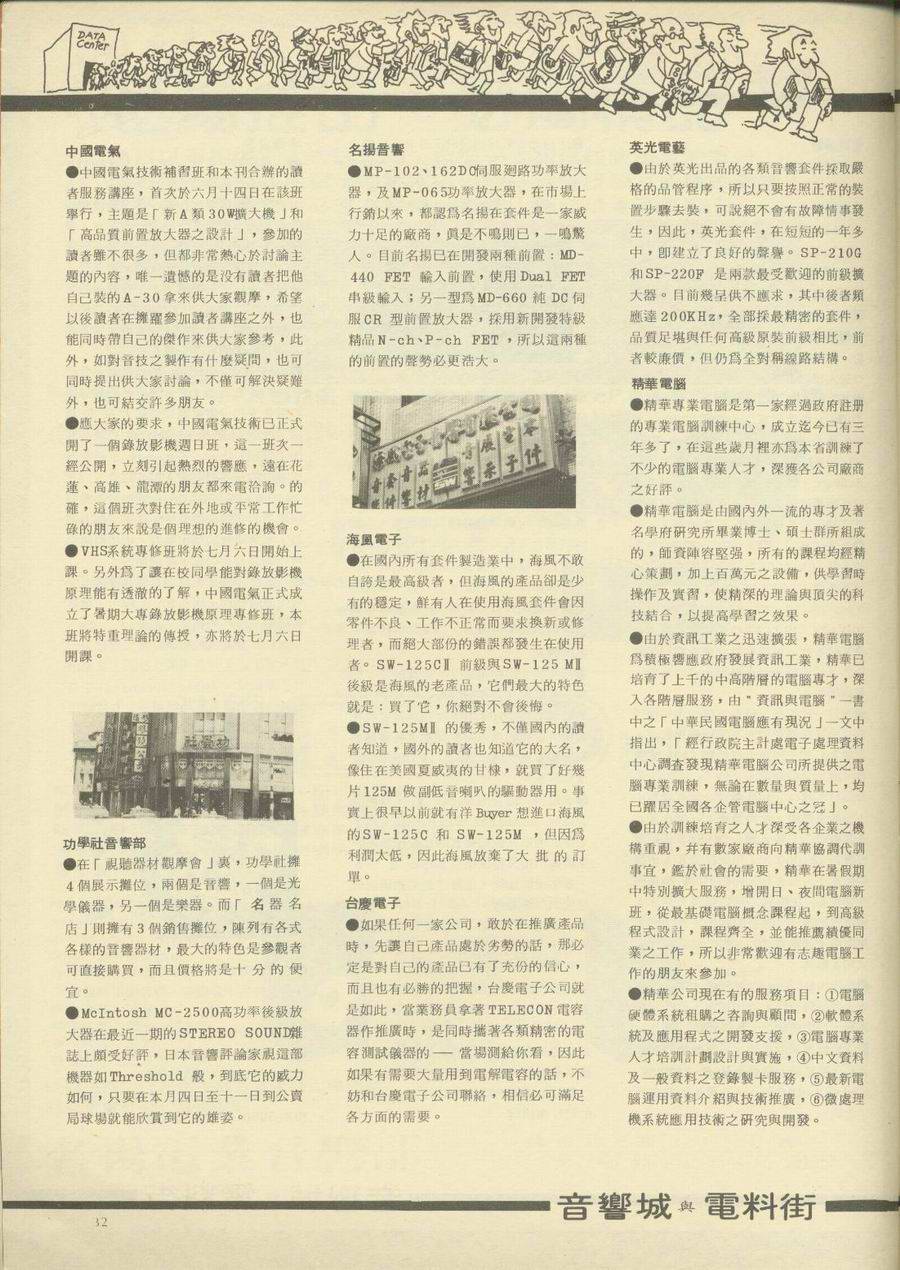 DATA
Center
中國電氣
●中國電氣技術補習班和本刊合辦的讀
者服務講座，首次於六月十四日在該班
舉行，主題是「新A類30W擴大機」和
「高品質前置放大器之設計」，參加的
讀者雖不很多，但都非常熱心於討論主
題的內容，唯一遺憾的是没有讀者把他
自己裝的A-30拿來供大家觀摩，希望
以後讀者在擁躍參加讀者講座之外，也
能同時帶自己的傑作來供大家參考，此
外，如對音技之製作有什麼疑問，也可
同時提出供大家討論，不僅可解決疑難
外，也可結交許多朋友。
●應大家的要求，中國電氣技術已正式
開了一個錄放影機週日班，這一班次一
經公開，立刻引起熱烈的響應，遠在花
蓮、高雄、龍潭的朋友都來電洽詢。的
確，這個班次對住在外地或平常工作忙
碌的朋友來說是個理想的進修的機會。
●VHS系統專修班將於七月六日開始上
課。另外爲了讓在校同學能對錄放影機
原理能有透澈的了解，中國電氣正式成
立了暑期大專錄放影機原理專修班，本
班將特重理論的傳授，亦將於七月六日
開課。
功學社
功學社音響部
●在「視聽器材觀摩會」裏，功學社擁
4個展示攤位，兩個是音響，一個是光
學儀器，另一個是樂器。而「名器名
店」則擁有3個銷售攤位，陳列有各式
各樣的音響器材，最大的特色是參觀者
可直接購買，而且價格將是十分的便
宜。
●McIntosh MC-2500高功率後級放
大器在最近一期的STEREO SOUND雜
誌上頗受好評，日本音響評論家視這部
機器如Threshold 般，到底它的威力
如何，只要在本月四日至十一日到公賣
局球場就能欣賞到它的雄姿。
名揚音響
●MP-102、162DC伺服廻路功率放大
器，及MP-065功率放大器，在市場上
行銷以來，都認爲名揚在套件是一家威
力十足的廠商，眞是不鳴則已，一鳴驚
人。目前名揚已在開發兩種前置：MD-
440 FET 輸入前置，使用Dual FET
串級輸入；另一型爲MD-660 純DC伺
服CR 型前置放大器，採用新開發特級
精品N-ch、P-ch FET ，所以這兩種
的前置的聲勢必更浩大。
SW
海風電子
●在國內所有套件製造業中，海風不敢
自誇是最高級者，但海風的產品卻是少
有的穩定，鮮有人在使用海風套件會因
零件不良、工作不正常而要求換新或修
理者，而絕大部份的錯誤都發生在使用
者。SW-125CⅡ 前級與SW-125 MⅡ
後級是海風的老產品，它們最大的特色
就是：買了它，你絕對不會後悔。
●SW-125MⅡ 的優秀，不僅國內的讀
者知道，國外的讀者也知道它的大名，
像住在美國夏威夷的甘棣，就買了好幾
片125M 做副低音喇叭的驅動器用。事
實上很早以前就有洋 Buyer 想進口海風
的SW-125C 和 SW-125M ，但因爲
利潤太低，因此海風放棄了大批的訂
單。
台慶電子
●如果任何一家公司，敢於在推廣產品
時，先讓自己產品處於劣勢的話，那必
定是對自己的產品已有了充份的信心，
而且也有必勝的把握，台慶電子公司就
是如此，當業務員拿著TELECON電容
器作推廣時，是同時攜著各類精密的電
容測試儀器的──當場測給你看，因此
如果有需要大量用到電解電容的話，不
妨和台慶電子公司聯絡，相信必可滿足
各方面的需要。
英光電藝
●由於英光出品的各類音響套件採取嚴
格的品管程序，所以只要按照正常的裝
置步驟去裝，可說絕不會有故障情事發
生，因此，英光套件，在短短的一年多
中，卽建立了良好的聲譽。SP-210G
和SP-220F 是兩款最受歡迎的前級擴
大器。目前幾呈供不應求，其中後者頻
應達200KHz，全部採最精密的套件，
品質足堪與任何高級原裝前級相比，前
者較廉價，但仍爲全對稱線路結構。
精華電腦
●精華專業電腦是第一家經過政府註册
的專業電腦訓練中心，成立迄今已有三
年多了，在這些歲月裡亦爲本省訓練了
不少的電腦專業人才，深獲各公司廠商
之好評。
●精華電腦是由國內外一流的專才及著
名學府硏究所畢業博士、碩士群所組成
的，師資陣容堅强，所有的課程均經精
心策劃，加上百萬元之設備，供學習時
操作及實習，使精深的理論與頂尖的科
技結合，以提高學習之效果。
●由於資訊工業之迅速擴張，精華電腦
爲積極響應政府發展資訊工業，精華已
培育了上千的中高階層的電腦專才，深
入各階層服務，由"資訊與電腦"一書
中之「中華民國電腦應有現況」一文中
指出，「經行政院主計處電子處理資料
中心調查發現精華電腦公司所提供之電
腦專業訓練，無論在數量與質量上，均
已躍居全國各企管電腦中心之冠」。
●由於訓練培育之人才深受各企業之機
構重視，幷有數家廠商向精華協調代訓
事宜，鑑於社會的需要，精華在暑假期
中特別擴大服務，增開日、夜間電腦新
班，從最基礎電腦概念課程起，到高級
程式設計，課程齊全，並能推薦績優同
業之工作，所以非常歡迎有志趣電腦工
作的朋友來參加。
●精華公司現在有的服務項目：①電腦
硬體系統租購之咨詢與顧問，②軟體系
統及應用程式之開發支援，③電腦專業
人才培訓計劃設計與實施，④中文資料
及一般資料之登錄製卡服務，⑤最新電
腦運用資料介紹與技術推廣，⑥微處理
機系統應用技術之硏究與開發。
音響城與電料街
32